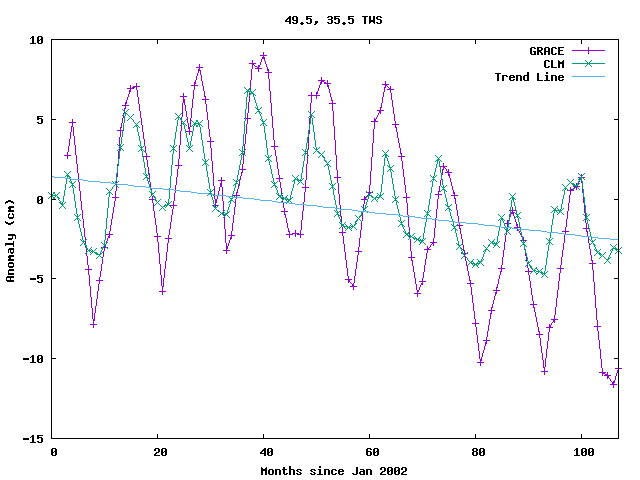 49.5, 35.5 TWS
GRACE
CLM
Trend Line
10
5
0
-5
-10
-15
Anomaly (cm)
0 20 40 60 80 100
Months since Jan 2002